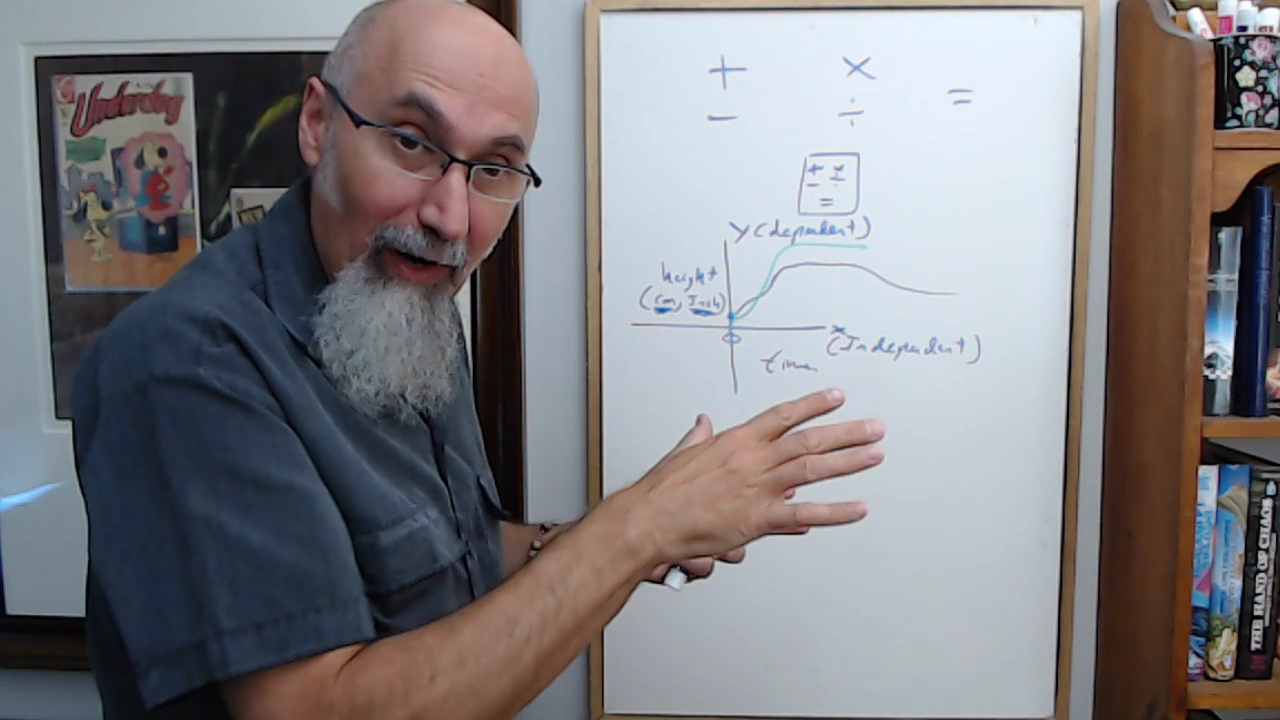 Underdog
+ ×
- ÷ =
+ ×
- ÷
=
Y (dependent)
height
(cm, Inch)
x
(Independent)
0
time
THE HAND OF CHAOS